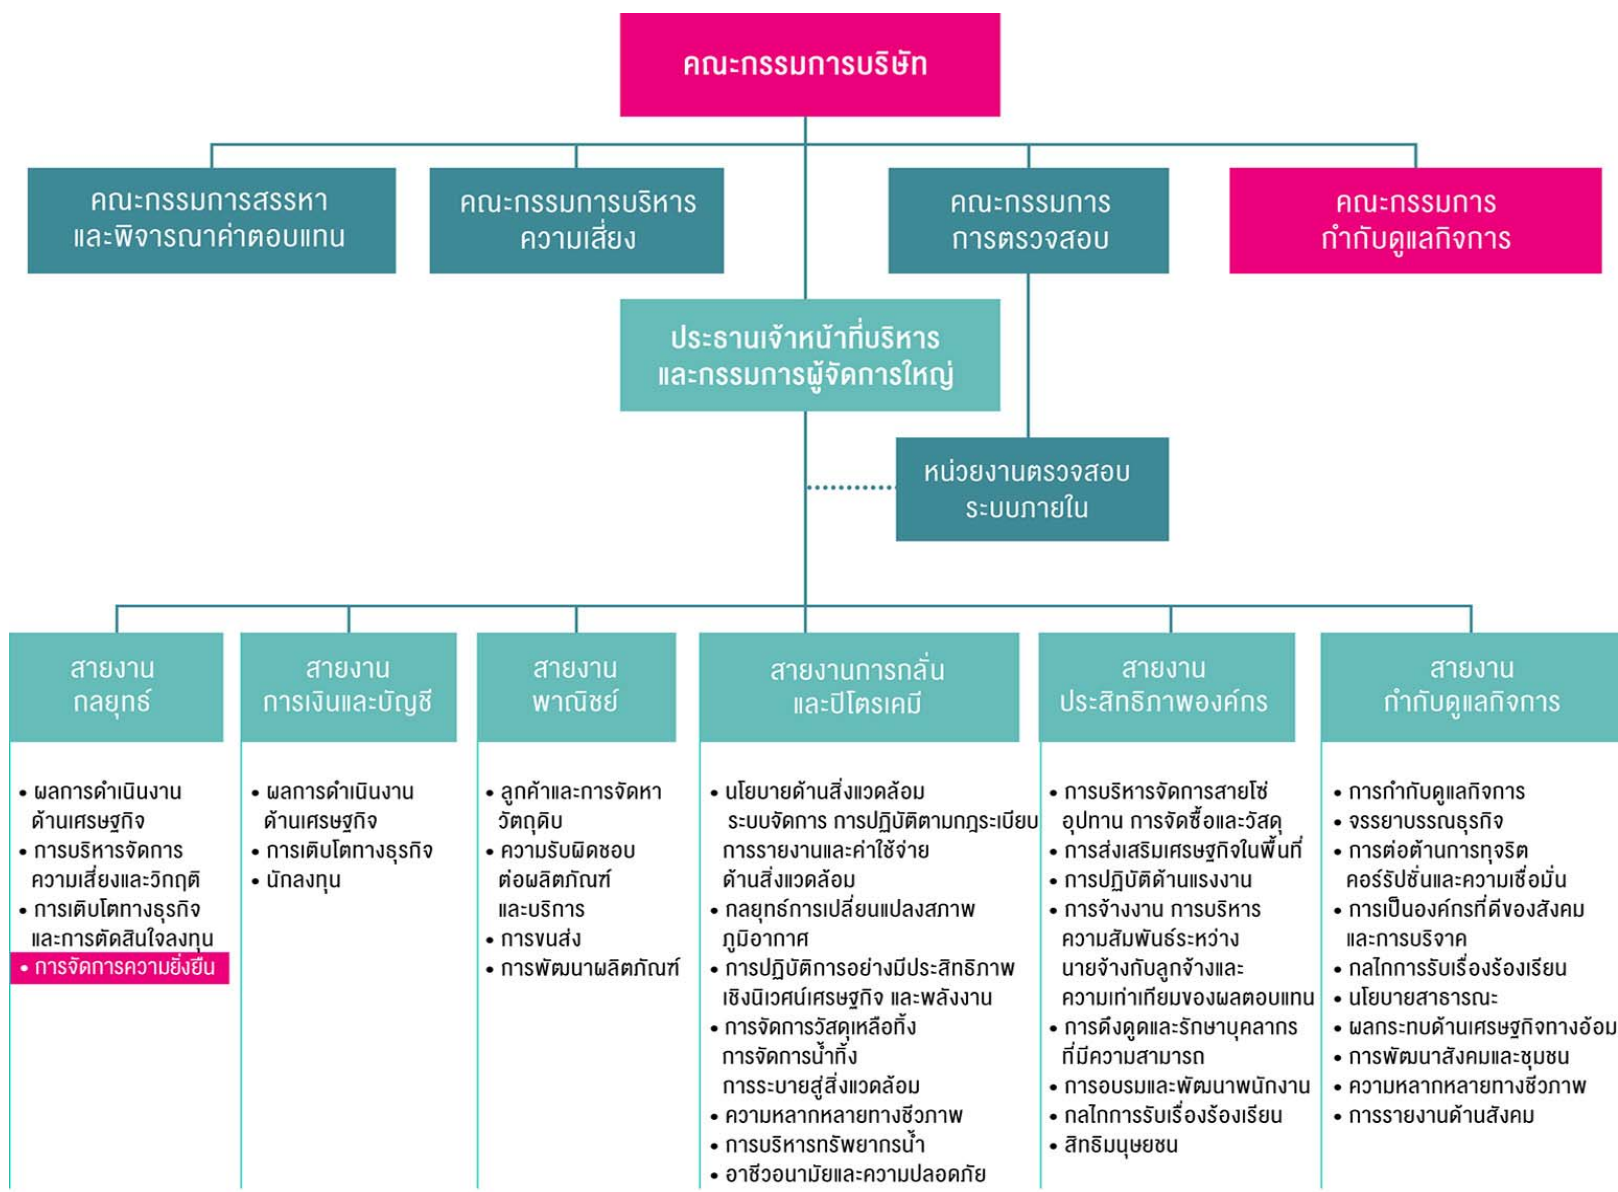 คณะกรรมการบริษัท
คณะกรรมการสรรหา
และพิจารณาค่าตอบแทน
คณะกรรมการบริหาร
ความเสี่ยง
คณะกรรมการ
การตรวจสอบ
คณะกรรมการ
กำกับดูแลกิจการ
ประธานเจ้าหน้าที่บริหาร
และกรรมการผู้จัดการใหญ่
หน่วยงานตรวจสอบ
ระบบภายใน
สายงาน
กลยุทธ์
• ผลการดำเนินงาน
ด้านเศรษฐกิจ
• การบริหารจัดการ
ความเสี่ยงและวิกฤติ
• การเติบโตทางธุรกิจ
และการตัดสินใจลงทุน
• การจัดการความยั่งยืน
สายงาน
การเงินและบัญชี
• ผลการดำเนินงาน
ด้านเศรษฐกิจ
• การเติบโตทางธุรกิจ
• นักลงทุน
สายงาน
พาณิชย์
• ลูกค้าและการจัดหา
วัตถุดิบ
• ความรับผิดชอบ
ต่อผลิตภัณฑ์
และบริการ
• การขนส่ง
• การพัฒนาผลิตภัณฑ์
สายงานการกลั่น
และปิโตรเคมี
• นโยบายด้านสิ่งแวดล้อม
ระบบจัดการ การปฏิบัติตามกฎระเบียบ
การรายงานและค่าใช้จ่าย
ด้านสิ่งแวดล้อม
• กลยุทธ์การเปลี่ยนแปลงสภาพ
ภูมิอากาศ
• การปฏิบัติการอย่างมีประสิทธิภาพ
เชิงนิเวศน์เศรษฐกิจ และพลังงาน
• การจัดการวัสดุเหลือทิ้ง
การจัดการน้ำทิ้ง
การระบายสู่สิ่งแวดล้อม
• ความหลากหลายทางชีวภาพ
• การบริหารทรัพยากรน้ำ
• อาชีวอนามัยและความปลอดภัย
สายงาน
ประสิทธิภาพองค์กร
• การบริหารจัดการสายโซ่
อุปทาน การจัดซื้อและวัสดุ
• การส่งเสริมเศรษฐกิจในพื้นที่
• การปฏิบัติด้านแรงงาน
• การจ้างงาน การบริหาร
ความสัมพันธ์ระหว่าง
นายจ้างกับลูกจ้างและ
ความเท่าเทียมของผลตอบแทน
• การดึงดูดและรักษาบุคลากร
ที่มีความสามารถ
• การอบรมและพัฒนาพนักงาน
• กลไกการรับเรื่องร้องเรียน
• สิทธิมนุษยชน
สายงาน
กำกับดูแลกิจการ
• การกำกับดูแลกิจการ
• จรรยาบรรณธุรกิจ
• การต่อต้านการทุจริต
คอร์รัปชั่นและความเชื่อมั่น
• การเป็นองค์กรที่ดีของสังคม
และการบริจาค
• กลไกการรับเรื่องร้องเรียน
• นโยบายสาธารณะ
• ผลกระทบด้านเศรษฐกิจทางอ้อม
• การพัฒนาสังคมและชุมชน
• ความหลากหลายทางชีวภาพ
• การรายงานด้านสังคม